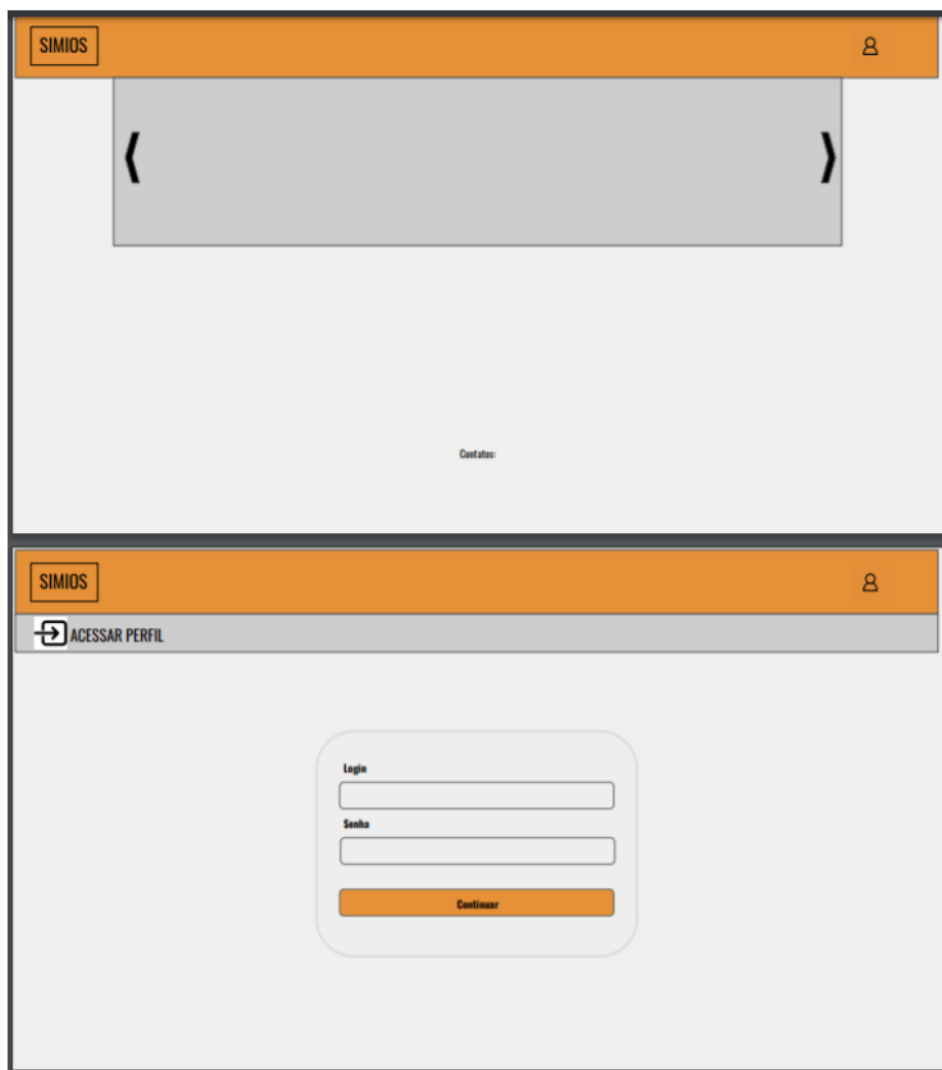 SIMIOS
Contatos:
SIMIOS
ACESSAR PERFIL
Login
Senha
Continuar